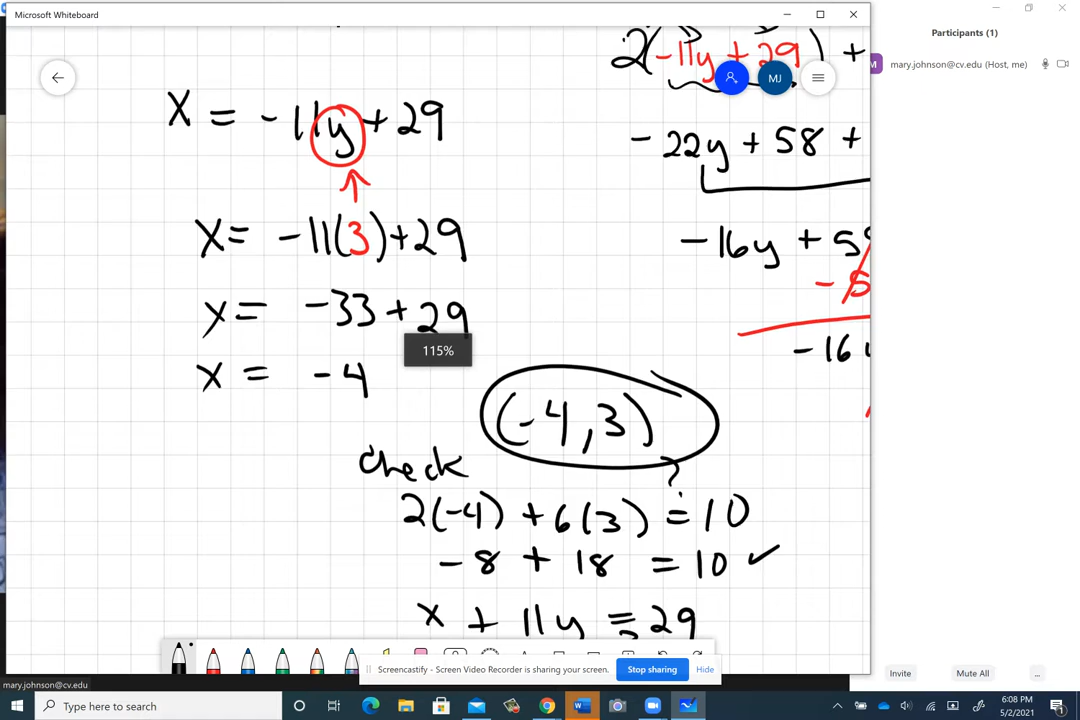 Microsoft Whiteboard
Participants (1)
M mary.johnson@cv.edu (Host, me)
MJ
2(-11y + 29) +
x = -11y + 29
-22y + 58 +
x = -11(3) + 29
-16y + 5
x = -33 + 29
115%
-16
x = -4
(-4, 3)
check
2(-4) + 6(3) ≟ 10
-8 + 18 = 10 ✓
x + 11y = 29
Screencastify - Screen Video Recorder is sharing your screen.
Stop sharing
Hide
Invite
Mute All
...
mary.johnson@cv.edu
Type here to search
6:08 PM
5/2/2021